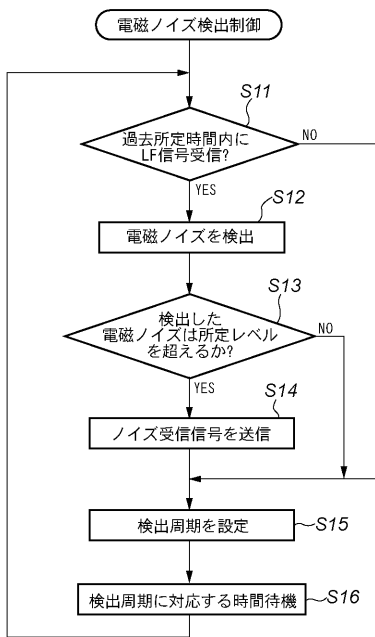 電磁ノイズ検出制御
S11
過去所定時間内に
LF信号受信?
NO
YES
S12
電磁ノイズを検出
S13
検出した
電磁ノイズは所定レベル
を超えるか?
NO
YES
S14
ノイズ受信信号を送信
検出周期を設定
S15
検出周期に対応する時間待機
S16